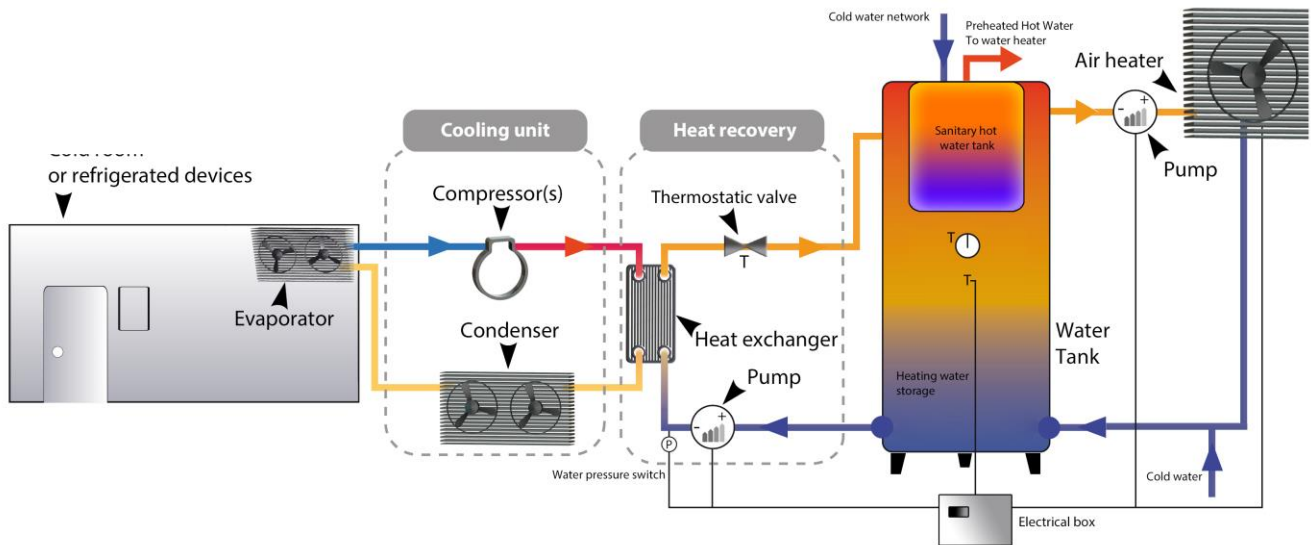 Cold water network
Preheated Hot Water
To water heater
Air heater
Cooling unit
Heat recovery
Sanitary hot
water tank
- +
Pump
or refrigerated devices
Compressor(s)
Thermostatic valve
T
T
T
Evaporator
Condenser
Heat exchanger
Water
Tank
Pump
Heating water
storage
- +
P
Water pressure switch
Cold water
Electrical box